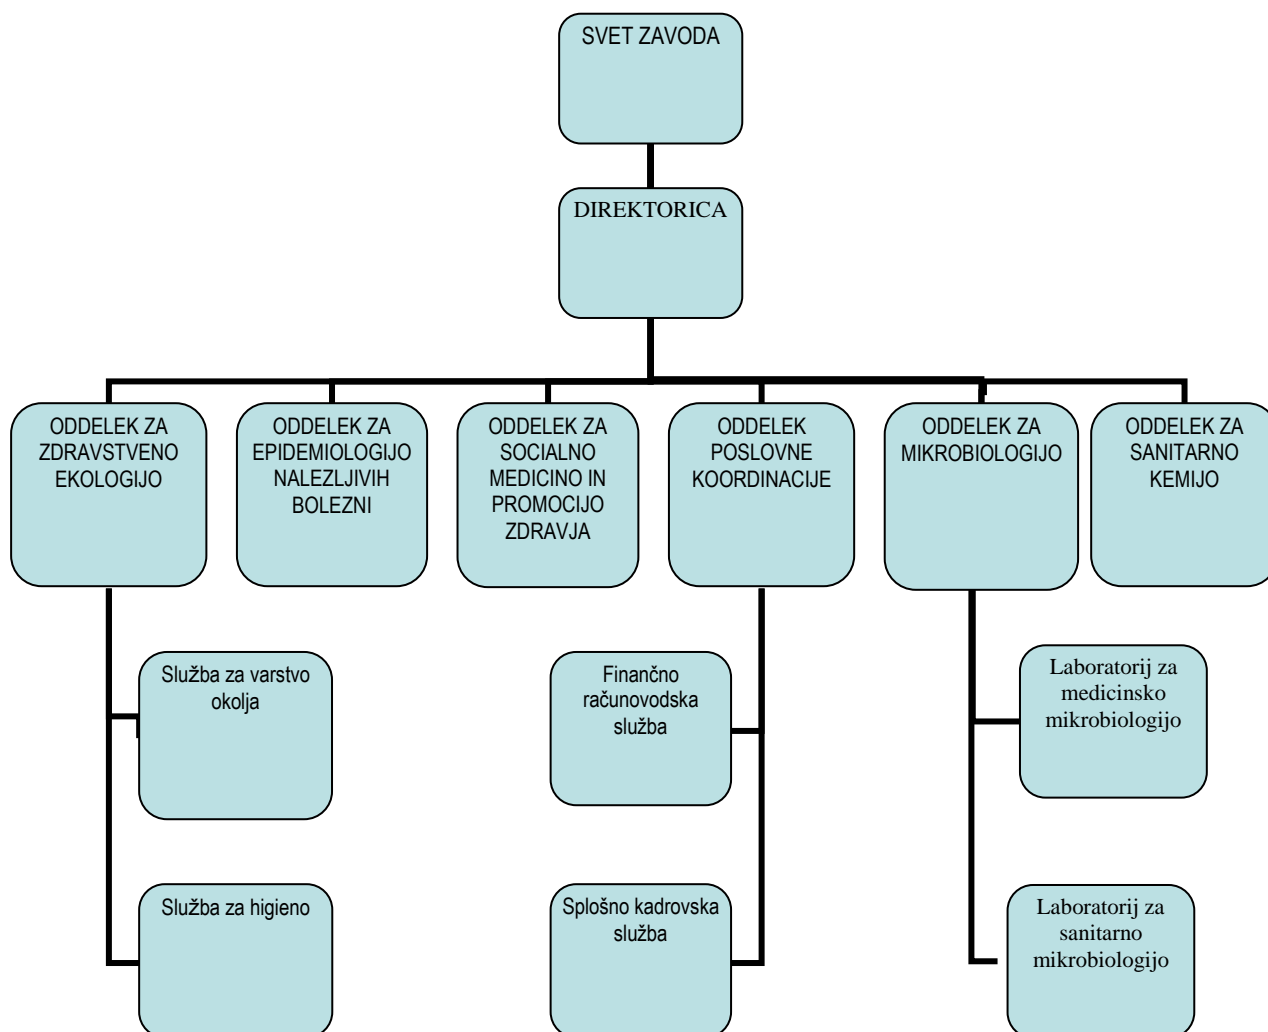 SVET ZAVODA
DIREKTORICA
ODDELEK ZA
ZDRAVSTVENO
EKOLOGIJO
ODDELEK ZA
EPIDEMIOLOGIJO
NALEZLJIVIH
BOLEZNI
ODDELEK ZA
SOCIALNO
MEDICINO IN
PROMOCIJO
ZDRAVJA
ODDELEK
POSLOVNE
KOORDINACIJE
ODDELEK ZA
MIKROBIOLOGIJO
ODDELEK ZA
SANITARNO
KEMIJO
Služba za varstvo
okolja
Finančno
računovodska
služba
Laboratorij za
medicinsko
mikrobiologijo
Služba za higieno
Splošno kadrovska
služba
Laboratorij za
sanitarno
mikrobiologijo